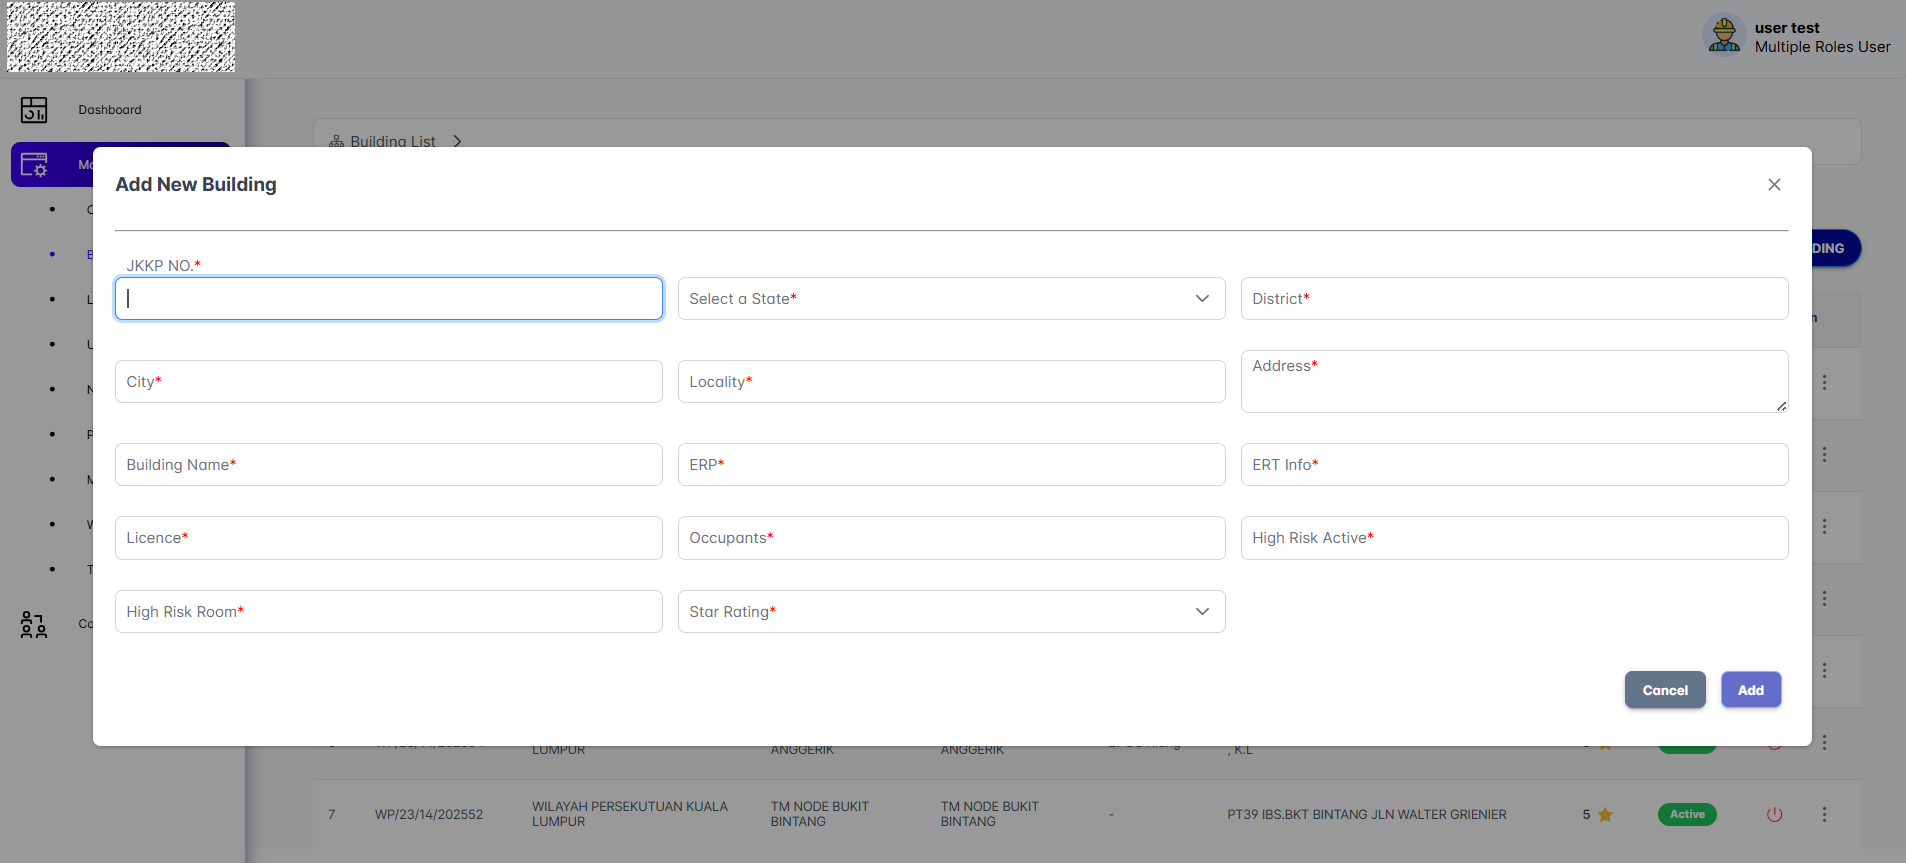 user test
Multiple Roles User
Dashboard
Building List
Add New Building
JKKP NO.*
Select a State*
District*
City*
Locality*
Address*
Building Name*
ERP*
ERT Info*
Licence*
Occupants*
High Risk Active*
High Risk Room*
Star Rating*
Cancel
Add
LUMPUR
ANGGERIK
ANGGERIK
, K.L
7
WP/23/14/202552
WILAYAH PERSEKUTUAN KUALA
LUMPUR
TM NODE BUKIT
BINTANG
TM NODE BUKIT
BINTANG
-
PT39 IBS.BKT BINTANG JLN WALTER GRIENIER
5
Active